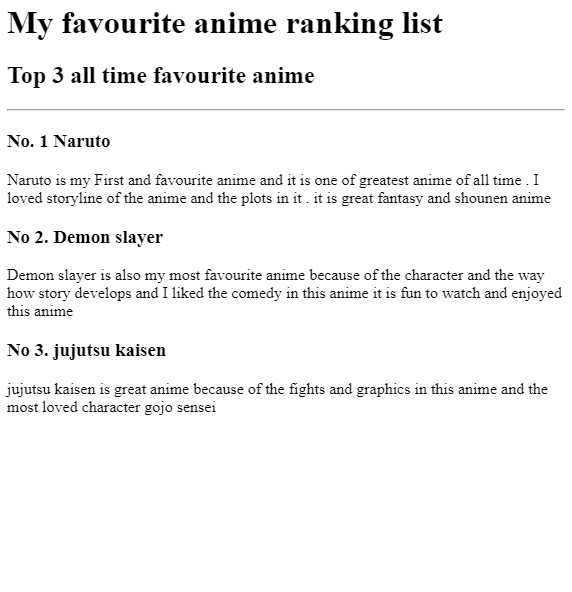 My favourite anime ranking list
Top 3 all time favourite anime
No. 1 Naruto
Naruto is my First and favourite anime and it is one of greatest anime of all time . I
loved storyline of the anime and the plots in it . it is great fantasy and shounen anime
No 2. Demon slayer
Demon slayer is also my most favourite anime because of the character and the way
how story develops and I liked the comedy in this anime it is fun to watch and enjoyed
this anime
No 3. jujutsu kaisen
jujutsu kaisen is great anime because of the fights and graphics in this anime and the
most loved character gojo sensei